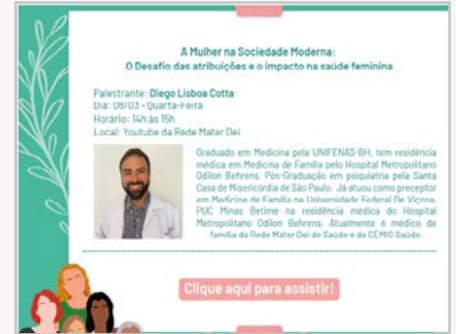 A Mulher na Sociedade Moderna:
O Desafio das atribuições e o impacto na saúde feminina
Palestrante: Diego Lisboa Cotta
Dia: 08/03 - Quarta-Feira
Horário: 14h às 15h
Local: Youtube da Rede Mater Dei
Graduado em Medicina pela UNIFENAS-BH, tem residência
médica em Medicina de Família pelo Hospital Metropolitano
Odilon Behrens. Pós-Graduação em psiquiatria pela Santa
Casa de Misericórdia de São Paulo. Já atuou como preceptor
em Medicina de Família na Universidade Federal De Viçosa,
PUC Minas Betime na residência médica do Hospital
Metropolitano Odilon Behrens. Atualmente é médico de
família da Rede Mater Dei de Saúde e da CEMIG Saúde.
Clique aqui para assistir!